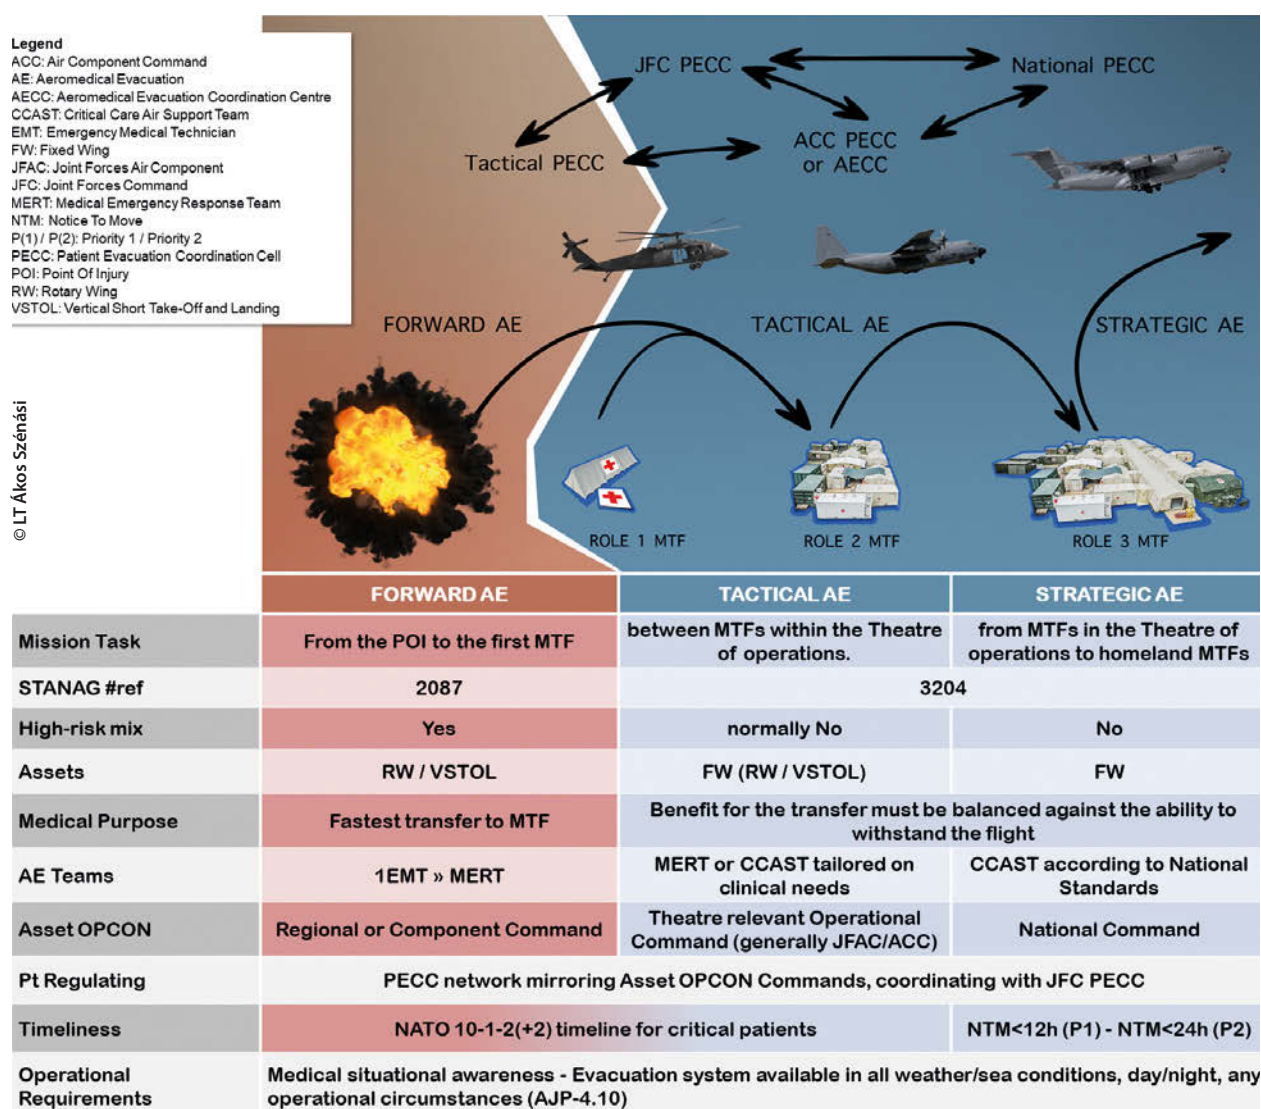 Legend
ACC: Air Component Command
AE: Aeromedical Evacuation
AECC: Aeromedical Evacuation Coordination Centre
CCAST: Critical Care Air Support Team
EMT: Emergency Medical Technician
FW: Fixed Wing
JFAC: Joint Forces Air Component
JFC: Joint Forces Command
MERT: Medical Emergency Response Team
NTM: Notice To Move
P(1) / P(2): Priority 1 / Priority 2
PECC: Patient Evacuation Coordination Cell
POI: Point Of Injury
RW: Rotary Wing
VSTOL: Vertical Short Take-Off and Landing
JFC PECC
National PECC
Tactical PECC
ACC PECC
or AECC
FORWARD AE
TACTICAL AE
STRATEGIC AE
ROLE 1 MTF
ROLE 2 MTF
ROLE 3 MTF
© LT Ákos Szénási
FORWARD AE
TACTICAL AE
STRATEGIC AE
Mission Task
From the POI to the first MTF
between MTFs within the Theatre
of operations.
from MTFs in the Theatre of
operations to homeland MTFs
STANAG #ref
2087
3204
High-risk mix
Yes
normally No
No
Assets
RW / VSTOL
FW (RW / VSTOL)
FW
Medical Purpose
Fastest transfer to MTF
Benefit for the transfer must be balanced against the ability to
withstand the flight
AE Teams
1EMT » MERT
MERT or CCAST tailored on
clinical needs
CCAST according to National
Standards
Asset OPCON
Regional or Component Command
Theatre relevant Operational
Command (generally JFAC/ACC)
National Command
Pt Regulating
PECC network mirroring Asset OPCON Commands, coordinating with JFC PECC
Timeliness
NATO 10-1-2(+2) timeline for critical patients
NTM<12h (P1) - NTM<24h (P2)
Operational
Requirements
Medical situational awareness - Evacuation system available in all weather/sea conditions, day/night, any
operational circumstances (AJP-4.10)